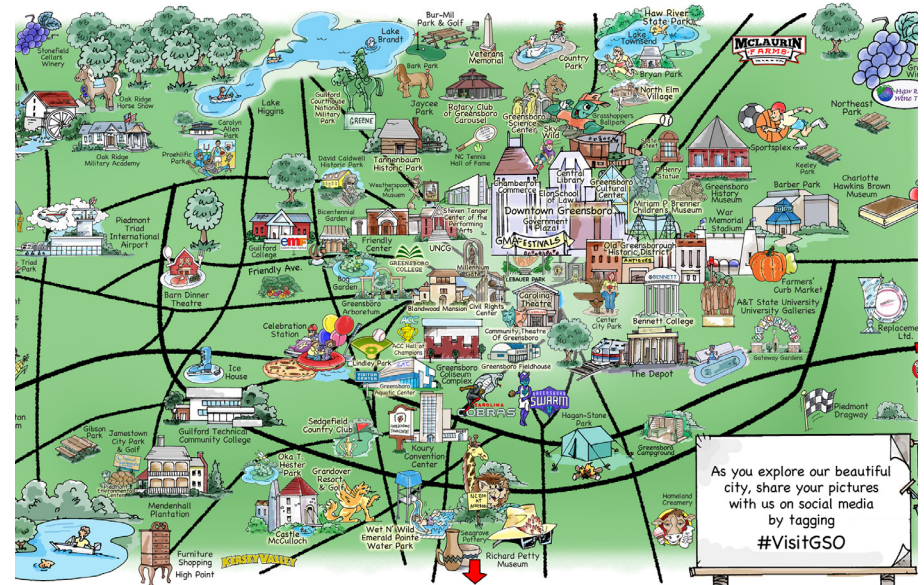 Stonefield
Cellars
Winery
Oak Ridge
Horse Show
Carolyn
Allen
Park
Oak Ridge
Military Academy
Proehlific
Park
Lake
Higgins
Lake
Brandt
Bur-Mil
Park & Golf
Bark Park
Veterans
Memorial
Country
Park
Haw River
State Park
Lake
Townsend
Bryan Park
North Elm
Village
McLAURIN
FARMS
Northeast
Park
Sportsplex
Keeley
Park
Guilford
Courthouse
National
Military
Park
GREENE
Jaycee
Park
Rotary Club
of Greensboro
Carousel
Greensboro
Science
Center
Sky
Wild
Grasshoppers
Ballpark
NC Tennis
Hall of Fame
Tannenbaum
Historic Park
David Caldwell
Historic Park
Weatherspoon
Art
Museum
Chamber of
Commerce
Central
Library
Elon School
of Law
Greensboro
Cultural
Center
O. Henry
Statue
Greensboro
History
Museum
Barber Park
Charlotte
Hawkins Brown
Museum
Miriam P. Brenner
Children's Museum
War
Memorial
Stadium
Downtown Greensboro
FESTIVALS
Old Greensborough
Historic District
ANTIQUES
Steven Tanger
Center of the
Performing
Arts
Bicentennial
Garden
Friendly
Center
UNCG
Guilford
College
emf
Piedmont
Triad
International
Airport
Triad
Park
Friendly Ave.
Bog
Garden
GREENSBORO
COLLEGE
LEBAUER PARK
Barn Dinner
Theatre
Greensboro
Arboretum
Blandwood Mansion
Civil Rights
Center
Carolina
Theatre
Center
City Park
BENNETT
Bennett College
Farmers'
Curb Market
A&T State University
University Galleries
Gateway Gardens
Replacements
Ltd.
Celebration
Station
Lindley Park
ACC Hall of
Champions
Greensboro
Coliseum
Complex
Community Theatre
Of Greensboro
Greensboro Fieldhouse
The Depot
VISITOR
CENTER
Greensboro
Aquatic Center
Ice
House
CAROLINA
COBRAS
GREENSBORO
SWARM
Hagan-Stone
Park
Piedmont
Dragway
Greensboro
Campground
Guilford Technical
Community College
Sedgefield
Country Club
Koury
Convention
Center
Gibson
Park
Jamestown
City Park
& Golf
Mendenhall
Plantation
Oka T.
Hester
Park
Grandover
Resort &
Golf
Castle
McCulloch
Wet N' Wild
Emerald Pointe
Water Park
Seagrove
Pottery
Richard Petty
Museum
Homeland
Creamery
Furniture
Shopping
High Point
KERSEY VALLEY
As you explore our beautiful
city, share your pictures
with us on social media
by tagging
#VisitGSO